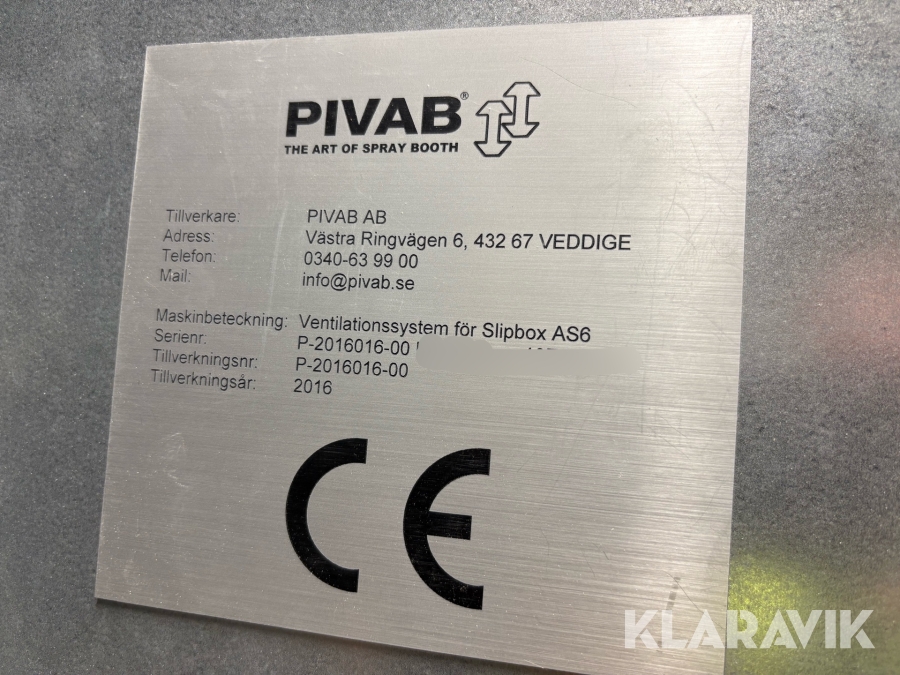 PIVAB®
THE ART OF SPRAY BOOTH
Tillverkare: PIVAB AB
Adress: Västra Ringvägen 6, 432 67 VEDDIGE
Telefon: 0340-63 99 00
Mail: info@pivab.se
Maskinbeteckning: Ventilationssystem för Slipbox AS6
Serienr: P-2016016-00
Tillverkningsnr: P-2016016-00
Tillverkningsår: 2016
CE
KLARAVIK